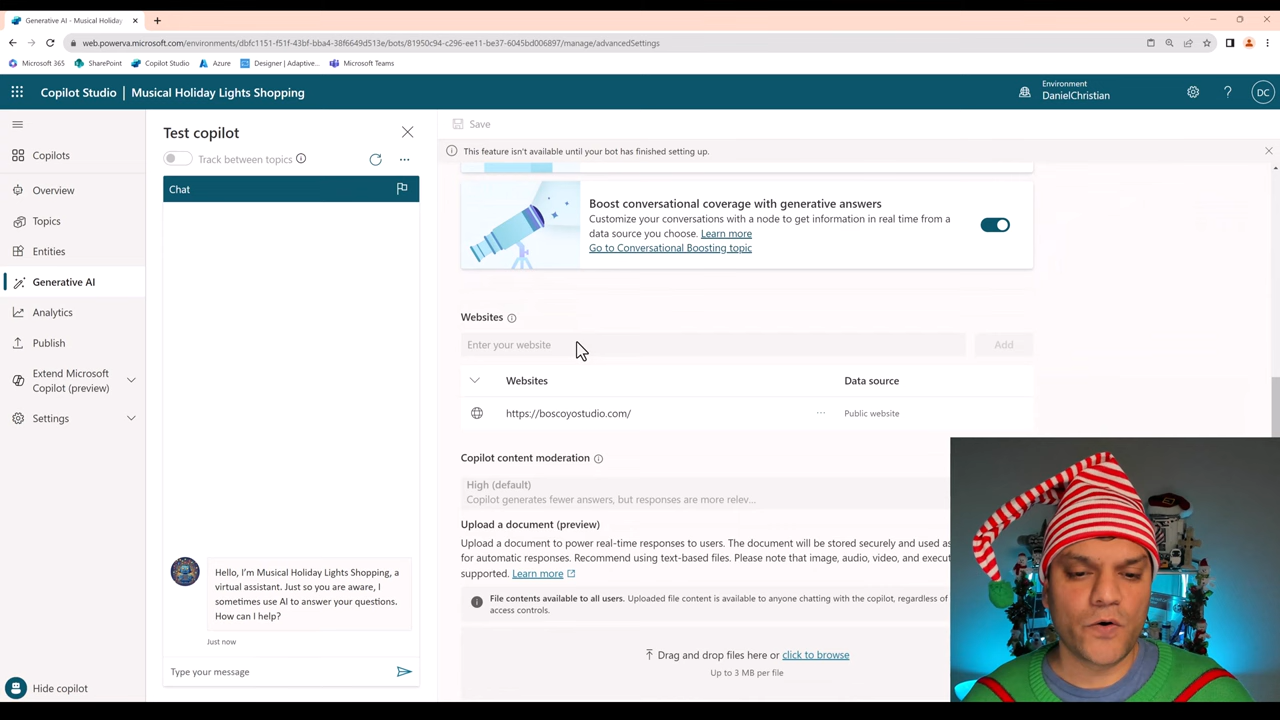 Generative AI - Musical Holiday
web.powerva.microsoft.com/environments/dbfc1151-f51f-43bf-bba4-38f6649d513e/bots/81950c94-c296-ee11-be37-6045bd006897/manage/advancedSettings
Microsoft 365 SharePoint Copilot Studio Azure Designer | Adaptive... Microsoft Teams
Copilot Studio | Musical Holiday Lights Shopping
Environment
DanielChristian
DC
Copilots
Overview
Topics
Entities
Generative AI
Analytics
Publish
Extend Microsoft
Copilot (preview)
Settings
Hide copilot
Test copilot
Track between topics
Chat
Hello, I'm Musical Holiday Lights Shopping, a
virtual assistant. Just so you are aware, I
sometimes use AI to answer your questions.
How can I help?
Just now
Type your message
Save
This feature isn't available until your bot has finished setting up.
Boost conversational coverage with generative answers
Customize your conversations with a node to get information in real time from a
data source you choose. Learn more
Go to Conversational Boosting topic
Websites
Enter your website Add
Websites Data source
https://boscoyostudio.com/ ... Public website
Copilot content moderation
High (default)
Copilot generates fewer answers, but responses are more relev...
Upload a document (preview)
Upload a document to power real-time responses to users. The document will be stored securely and used as
for automatic responses. Recommend using text-based files. Please note that image, audio, video, and execut
supported. Learn more
File contents available to all users. Uploaded file content is available to anyone chatting with the copilot, regardless of
access controls.
Drag and drop files here or click to browse
Up to 3 MB per file